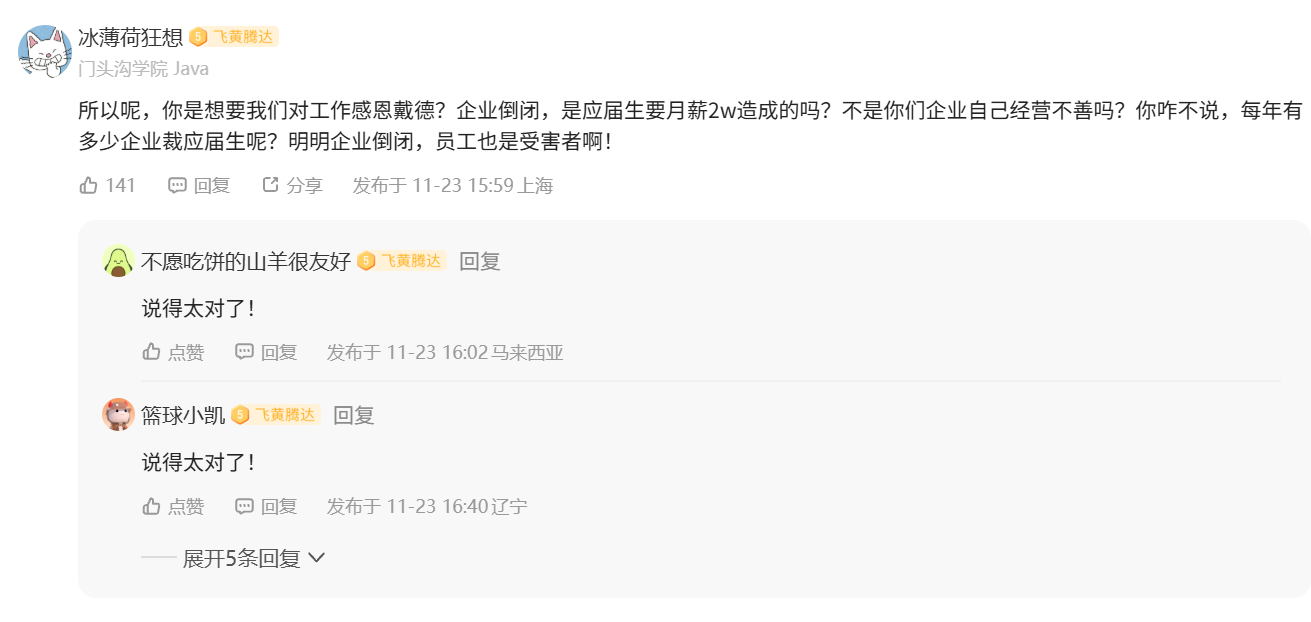 冰薄荷狂想 5 飞黄腾达
门头沟学院 Java
所以呢，你是想要我们对工作感恩戴德？企业倒闭，是应届生要月薪2w造成的吗？不是你们企业自己经营不善吗？你咋不说，每年有
多少企业裁应届生呢？明明企业倒闭，员工也是受害者啊！
141 回复 分享 发布于 11-23 15:59 上海
不愿吃饼的山羊很友好 5 飞黄腾达 回复
说得太对了！
点赞 回复 发布于 11-23 16:02 马来西亚
篮球小凯 5 飞黄腾达 回复
说得太对了！
点赞 回复 发布于 11-23 16:40 辽宁
展开5条回复